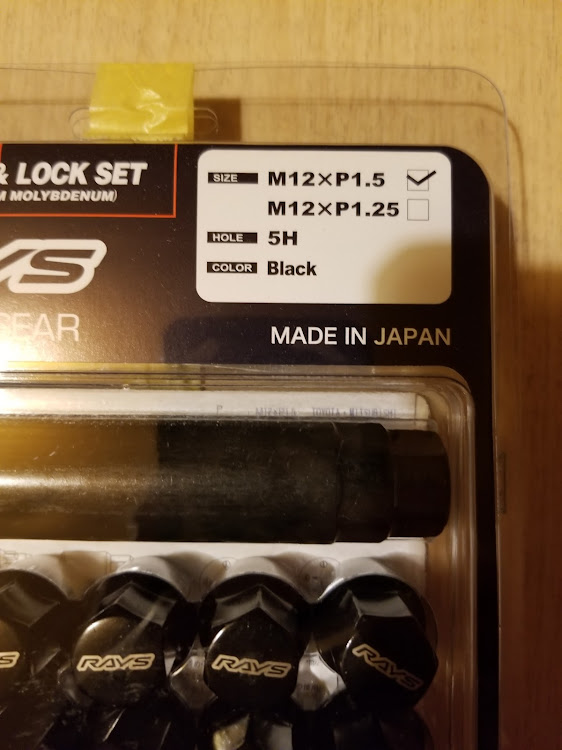 & LOCK SET
M MOLYBDENUM)
SIZE M12×P1.5
M12×P1.25
HOLE 5H
COLOR Black
GEAR
MADE IN JAPAN
RAYS
RAYS
RAYS